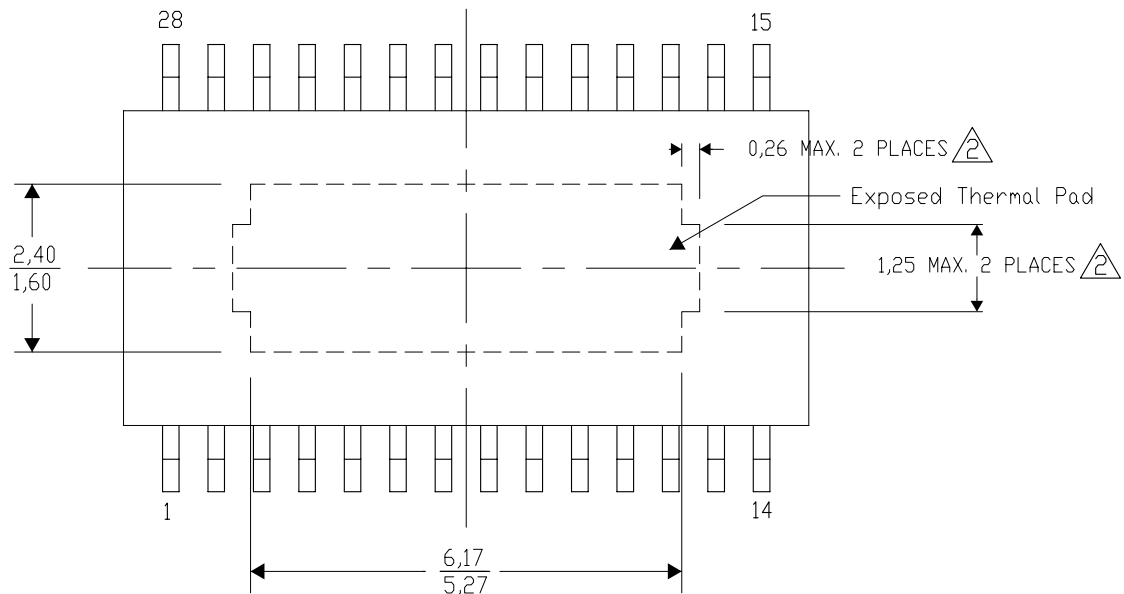 28
15
0,26 MAX. 2 PLACES 2
Exposed Thermal Pad
2,40
1,60
1,25 MAX. 2 PLACES 2
1
14
6,17
5,27